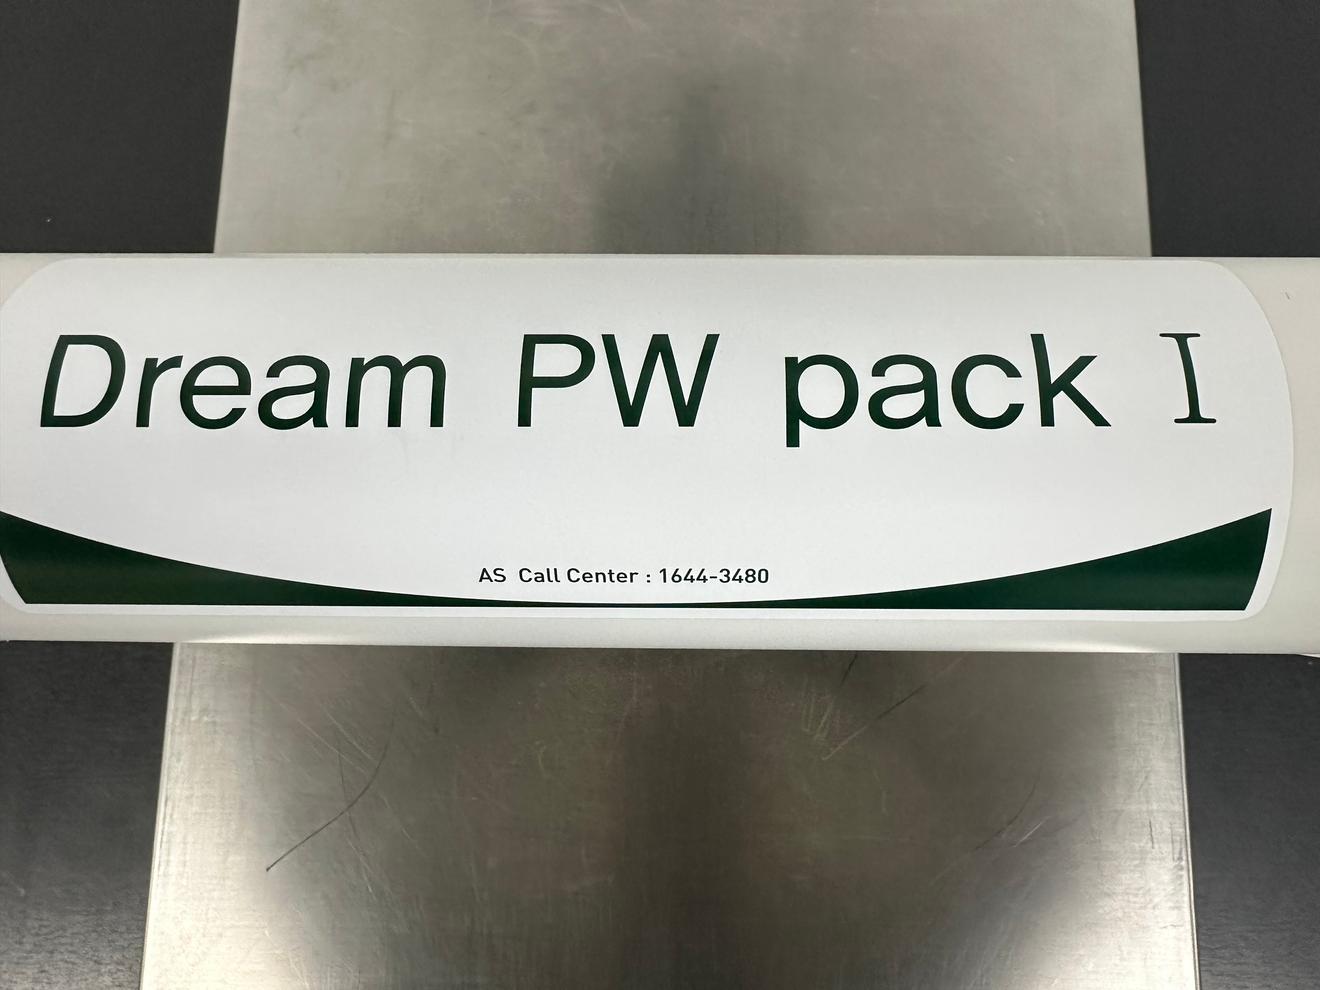 Dream PW pack Ⅰ
AS Call Center : 1644-3480